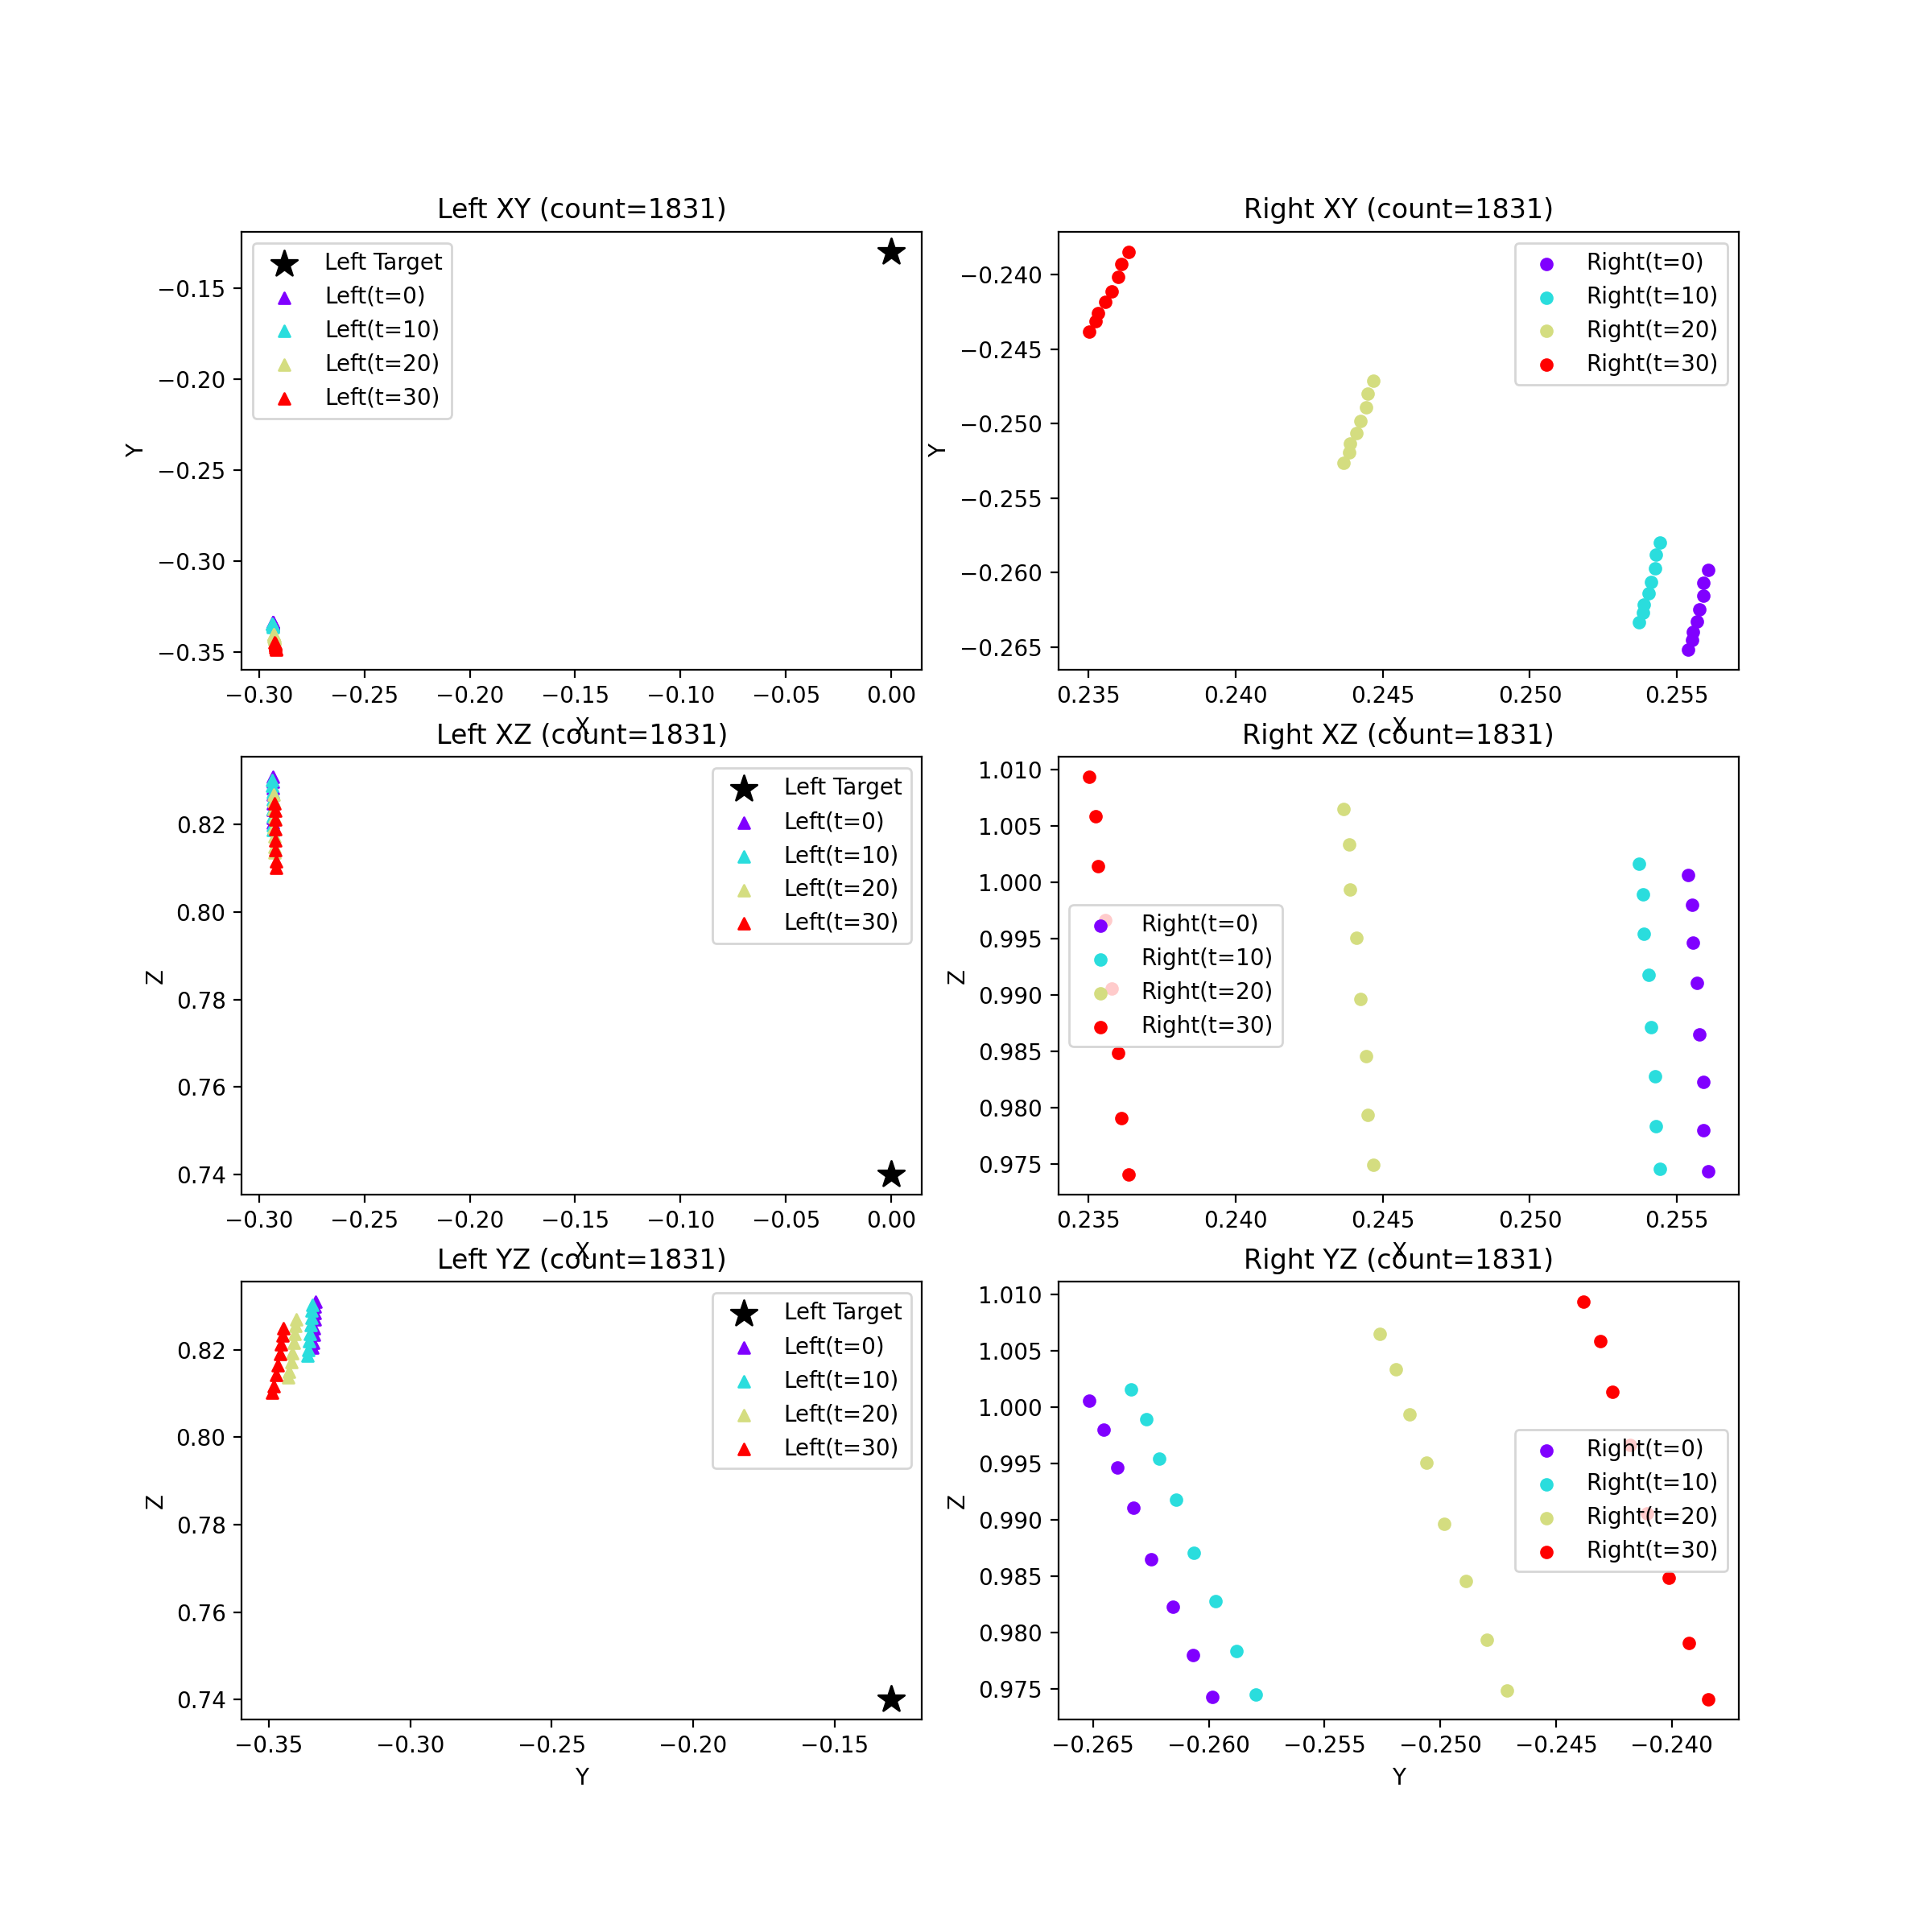 Left XY (count=1831)
Left Target
Left(t=0)
Left(t=10)
Left(t=20)
Left(t=30)
Y
−0.15
−0.20
−0.25
−0.30
−0.35
−0.30 −0.25 −0.20 −0.15 −0.10 −0.05 0.00
X
Right XY (count=1831)
Right(t=0)
Right(t=10)
Right(t=20)
Right(t=30)
Y
−0.240
−0.245
−0.250
−0.255
−0.260
−0.265
0.235 0.240 0.245 0.250 0.255
X
Left XZ (count=1831)
Left Target
Left(t=0)
Left(t=10)
Left(t=20)
Left(t=30)
Z
0.82
0.80
0.78
0.76
0.74
−0.30 −0.25 −0.20 −0.15 −0.10 −0.05 0.00
X
Right XZ (count=1831)
Right(t=0)
Right(t=10)
Right(t=20)
Right(t=30)
Z
1.010
1.005
1.000
0.995
0.990
0.985
0.980
0.975
0.235 0.240 0.245 0.250 0.255
X
Left YZ (count=1831)
Left Target
Left(t=0)
Left(t=10)
Left(t=20)
Left(t=30)
Z
0.82
0.80
0.78
0.76
0.74
−0.35 −0.30 −0.25 −0.20 −0.15
Y
Right YZ (count=1831)
Right(t=0)
Right(t=10)
Right(t=20)
Right(t=30)
Z
1.010
1.005
1.000
0.995
0.990
0.985
0.980
0.975
−0.265 −0.260 −0.255 −0.250 −0.245 −0.240
Y